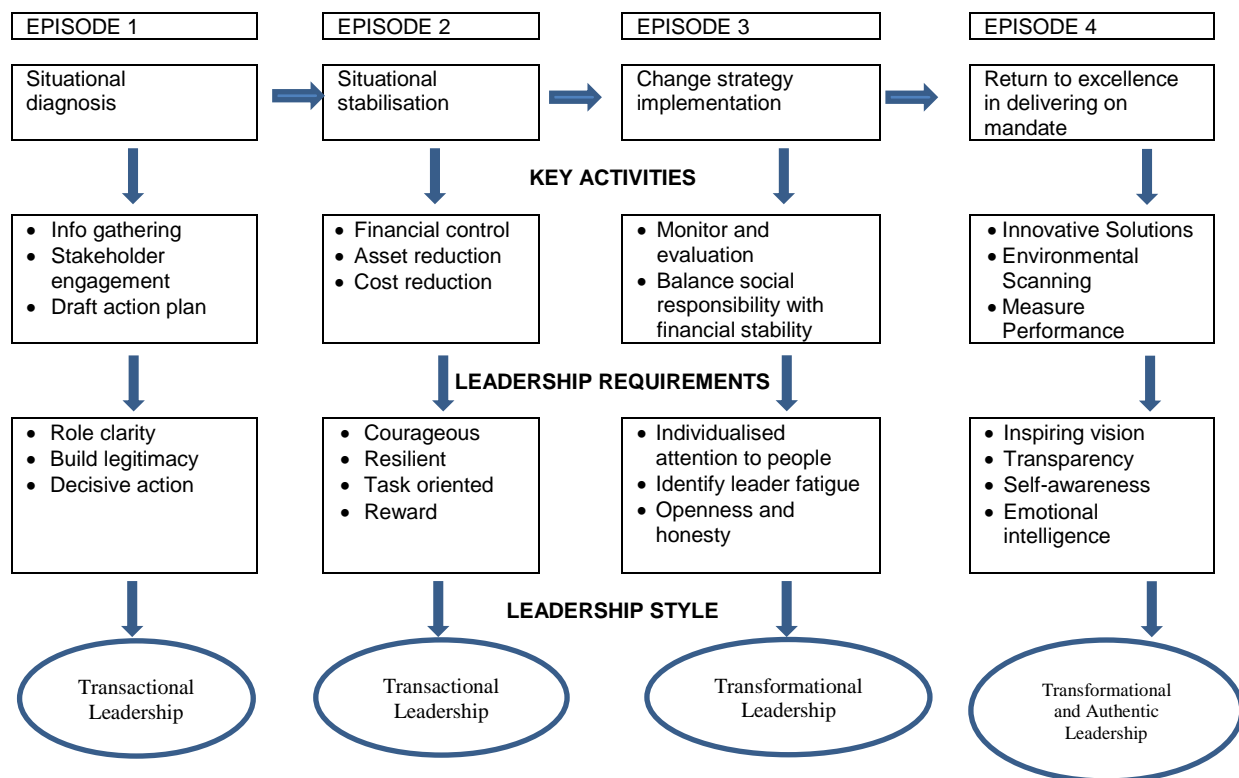 EPISODE 1
EPISODE 2
EPISODE 3
EPISODE 4
Situational
diagnosis
Situational
stabilisation
Change strategy
implementation
Return to excellence
in delivering on
mandate
KEY ACTIVITIES
• Info gathering
• Stakeholder
engagement
• Draft action plan
• Financial control
• Asset reduction
• Cost reduction
• Monitor and
evaluation
• Balance social
responsibility with
financial stability
• Innovative Solutions
• Environmental
Scanning
• Measure
Performance
LEADERSHIP REQUIREMENTS
• Role clarity
• Build legitimacy
• Decisive action
• Courageous
• Resilient
• Task oriented
• Reward
• Individualised
attention to people
• Identify leader fatigue
• Openness and
honesty
• Inspiring vision
• Transparency
• Self-awareness
• Emotional
intelligence
LEADERSHIP STYLE
Transactional
Leadership
Transactional
Leadership
Transformational
Leadership
Transformational
and Authentic
Leadership